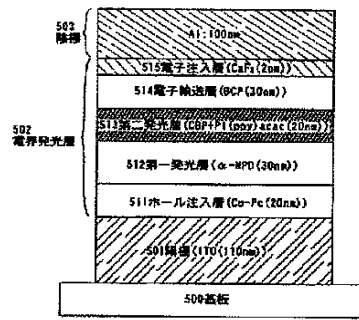 503
陰極
Al:100nm
515電子注入層(CaF₂(2nm))
514電子輸送層(BCP(30nm))
513第二発光層(CBP+Pt(ppy)acac(20nm))
502
電界発光層
512第一発光層(α-NPD(30nm))
511ホール注入層(Cu-Pc(20nm))
501陽極(ITO(110nm))
500基板